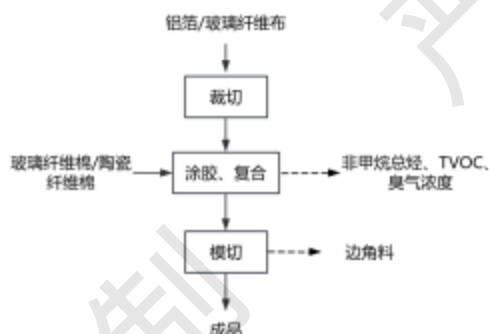 铝箔/玻璃纤维布
裁切
玻璃纤维棉/陶瓷
纤维棉
涂胶、复合
非甲烷总烃、TVOC、
臭气浓度
模切
边角料
成品
制